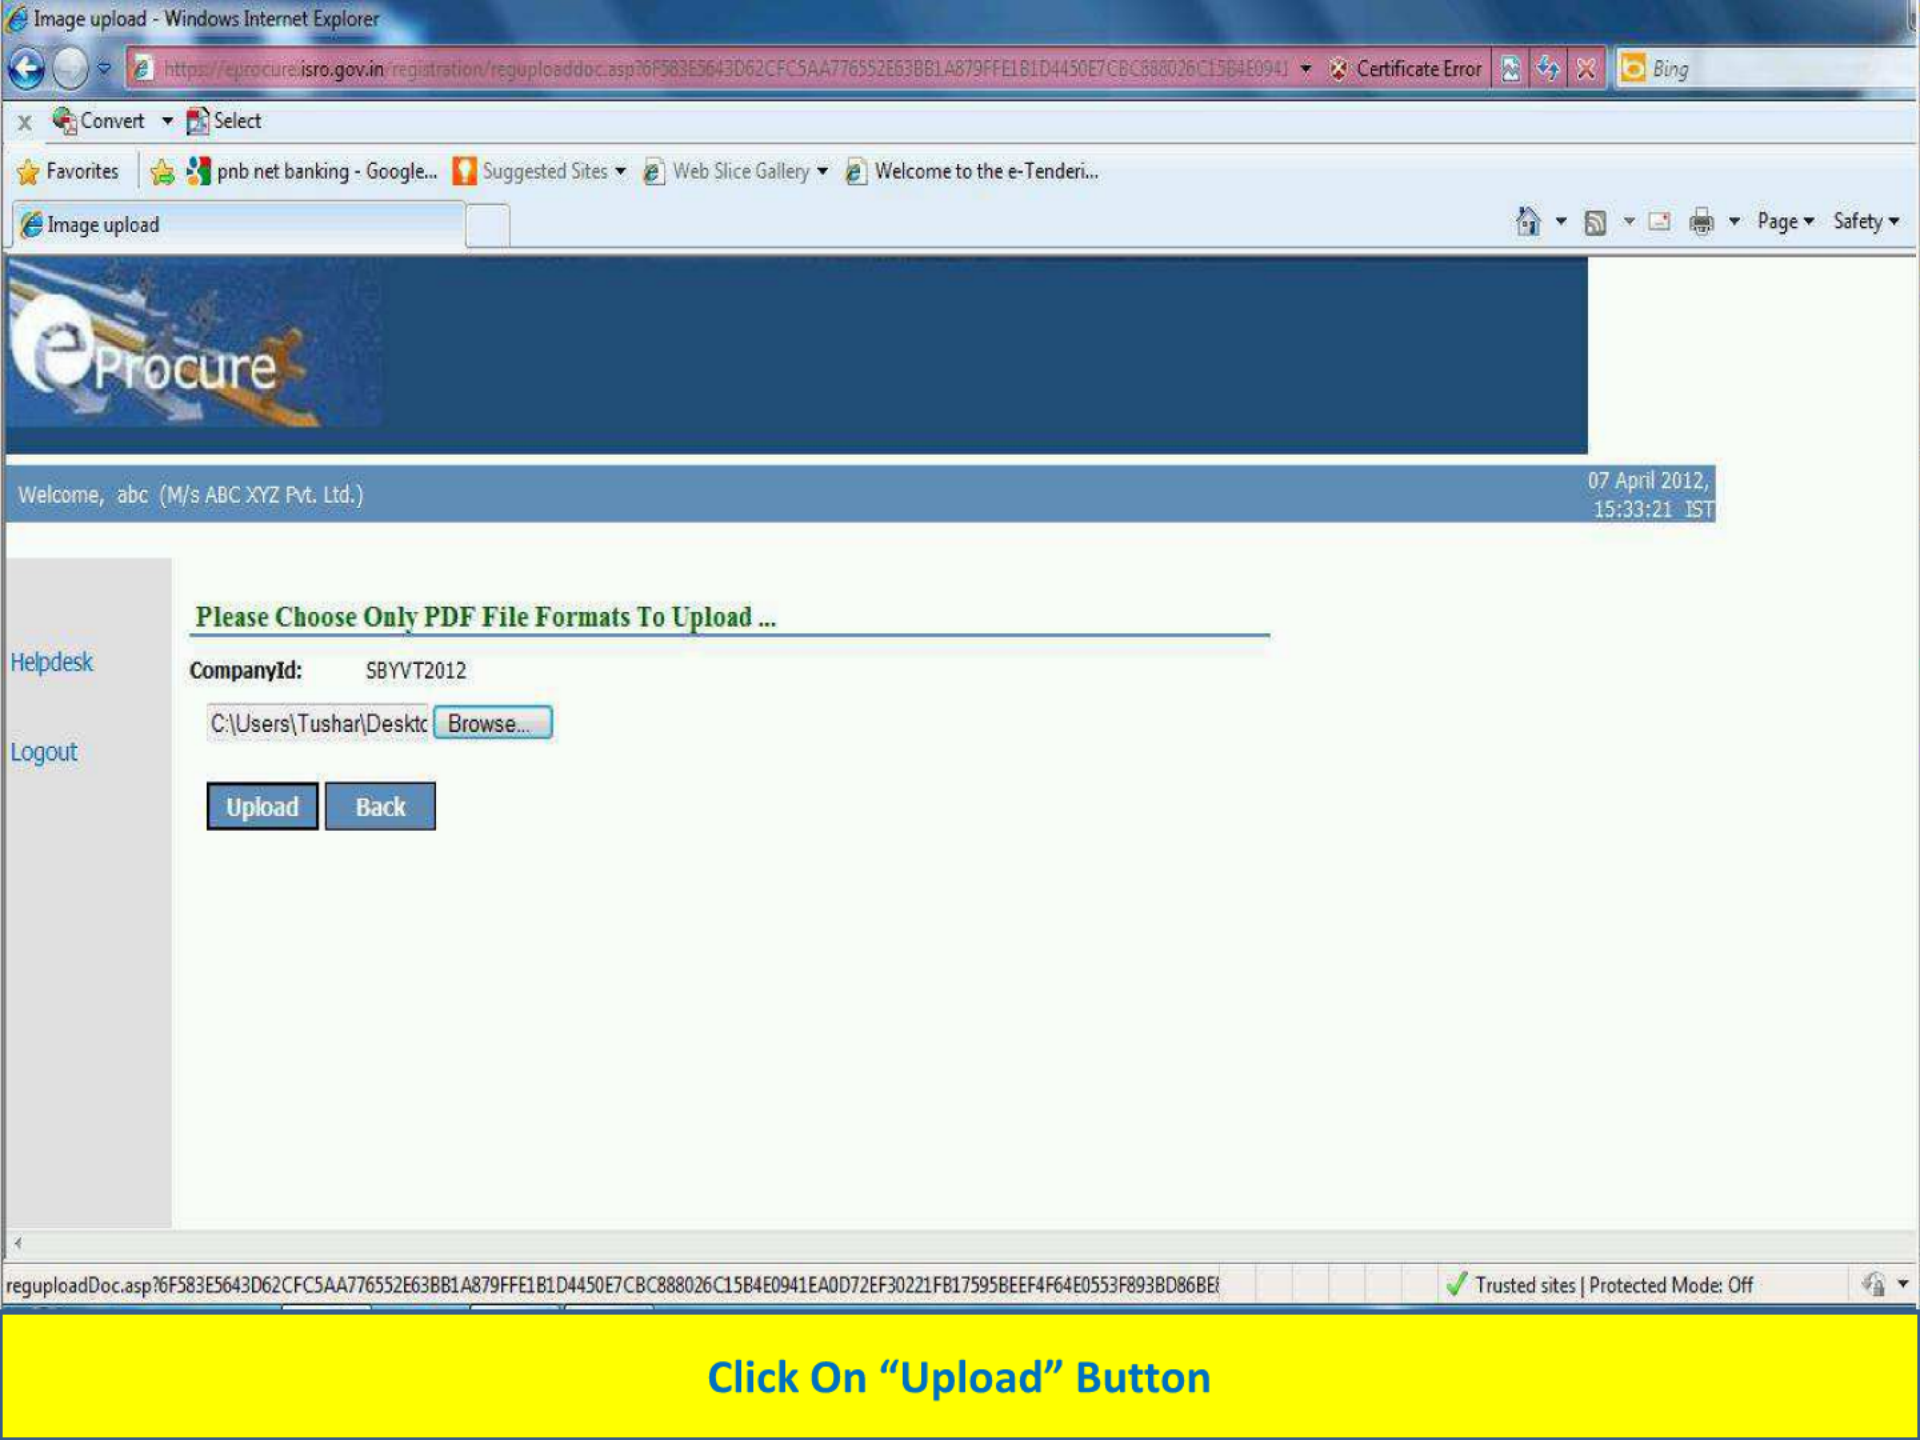 Image upload - Windows Internet Explorer
https://eprocure.isro.gov.in/registration/reguploaddoc.asp?6F583E5643D62CFC5AA776552E63BB1A879FFE1B1D4450E7CBC888026C15B4E0941 Certificate Error Bing
x Convert Select
Favorites pnb net banking - Google... Suggested Sites Web Slice Gallery Welcome to the e-Tenderi...
Image upload Page Safety
eProcure
Welcome, abc (M/s ABC XYZ Pvt. Ltd.)
07 April 2012,
15:33:21 IST
Please Choose Only PDF File Formats To Upload ...
Helpdesk
CompanyId: SBYVT2012
C:\Users\Tushar\Deskto Browse...
Logout
Upload Back
reguploadDoc.asp?6F583E5643D62CFC5AA776552E63BB1A879FFE1B1D4450E7CBC888026C15B4E0941EA0D72EF30221FB17595BEEF4F64E0553F893BD86BE8
Trusted sites | Protected Mode: Off
Click On “Upload” Button